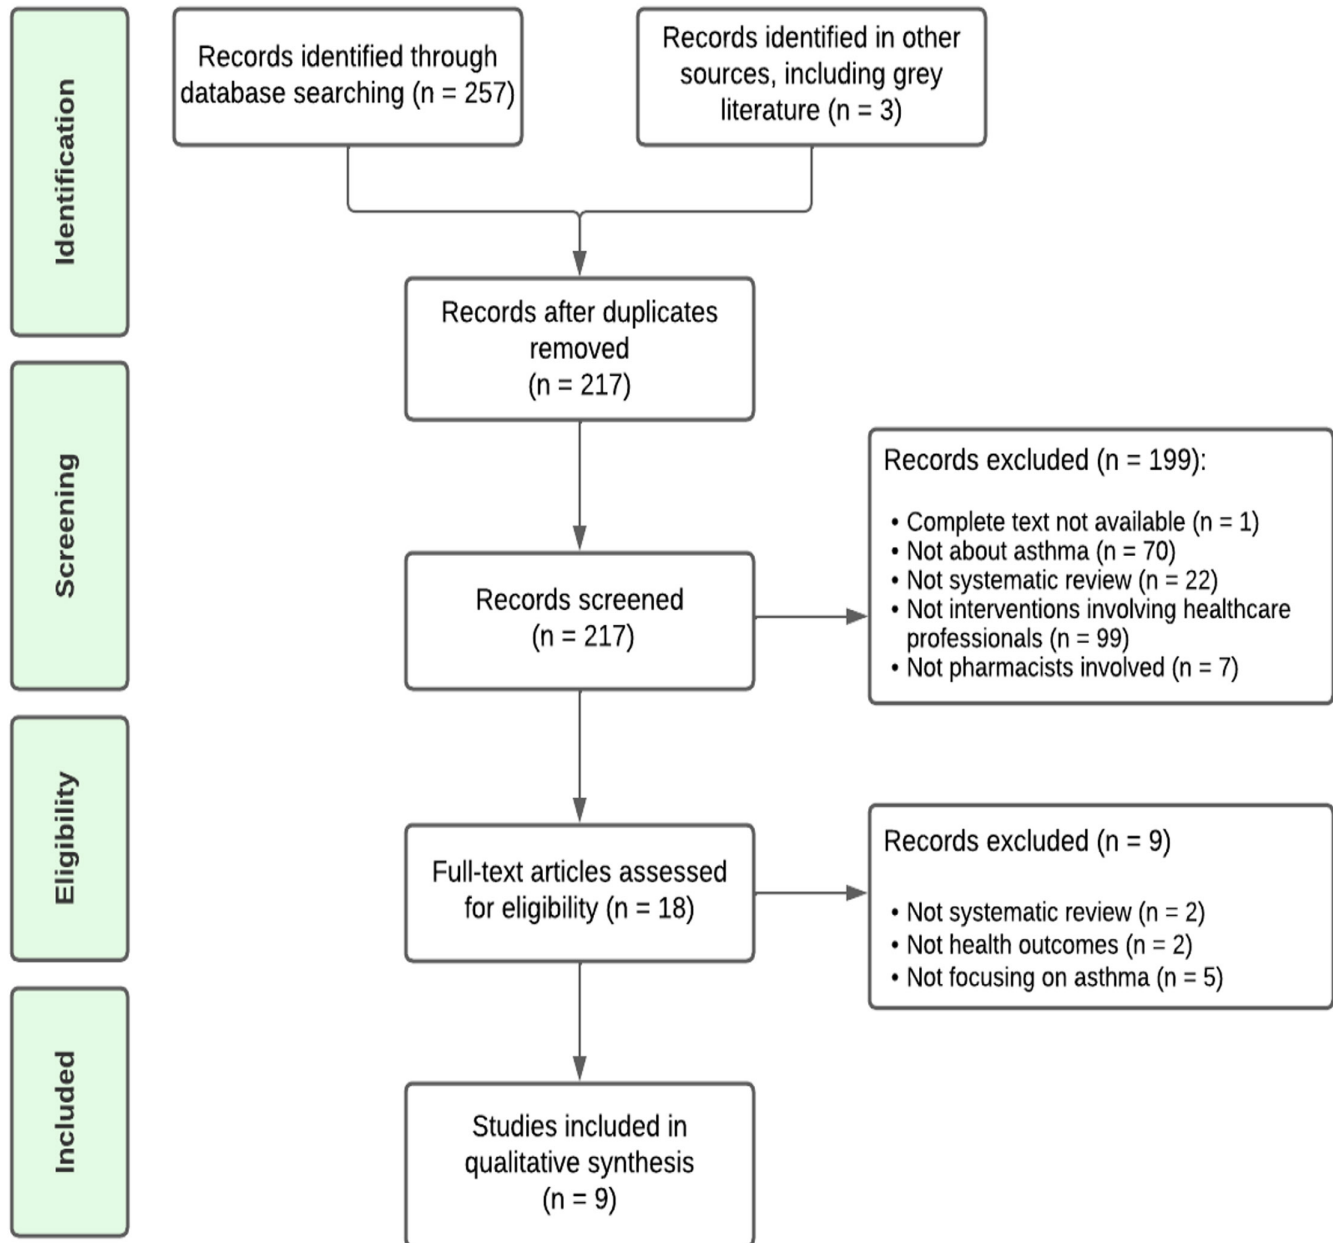 Identification
Records identified through
database searching (n = 257)
Records identified in other
sources, including grey
literature (n = 3)
Records after duplicates
removed
(n = 217)
Screening
Records screened
(n = 217)
Records excluded (n = 199):
• Complete text not available (n = 1)
• Not about asthma (n = 70)
• Not systematic review (n = 22)
• Not interventions involving healthcare
professionals (n = 99)
• Not pharmacists involved (n = 7)
Eligibility
Full-text articles assessed
for eligibility (n = 18)
Records excluded (n = 9)
• Not systematic review (n = 2)
• Not health outcomes (n = 2)
• Not focusing on asthma (n = 5)
Included
Studies included in
qualitative synthesis
(n = 9)